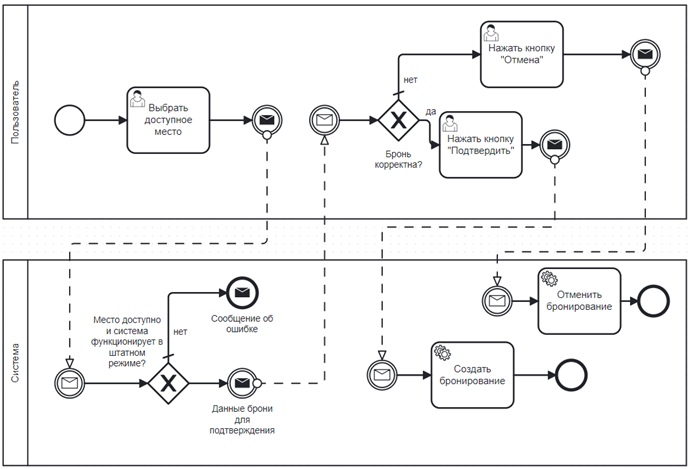 Пользователь
Выбрать
доступное
место
нет
Нажать кнопку
"Отмена"
да
Бронь
корректна?
Нажать кнопку
"Подтвердить"
Система
Место доступно
и система
функционирует в
штатном
режиме?
нет
Сообщение об
ошибке
Данные брони
для
подтверждения
Отменить
бронирование
Создать
бронирование